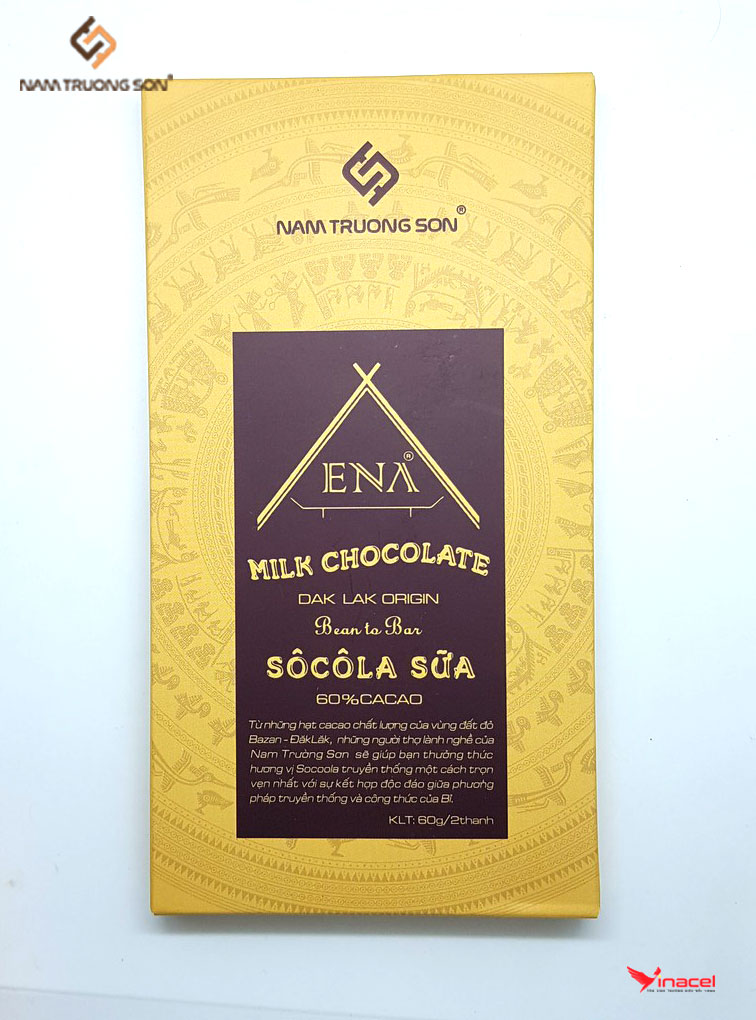 NAM TRUONG SON®
NAM TRUONG SON®
ENA®
MILK CHOCOLATE
DAK LAK ORIGIN
Bean to Bar
SÔCÔLA SỮA
60%CACAO
Từ những hạt cacao chất lượng của vùng đất đỏ
Bazan - ĐăkLăk, những người thợ lành nghề của
Nam Trường Sơn sẽ giúp bạn thưởng thức
hương vị Socoola truyền thống một cách trọn
vẹn nhất với sự kết hợp độc đáo giữa phương
pháp truyền thống và công thức của Bỉ.
KLT: 60g/2thanh
Vinacel